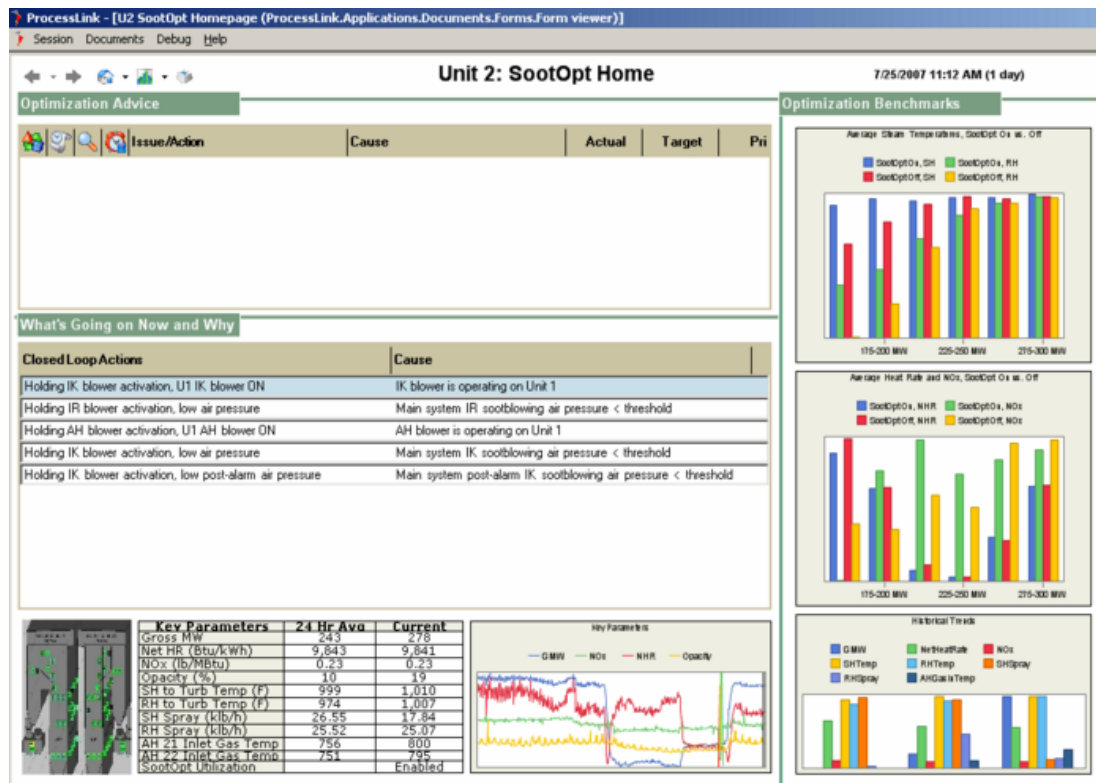 ProcessLink - [U2 SootOpt Homepage (ProcessLink.Applications.Documents.Forms.Form viewer)]
Session Documents Debug Help
Unit 2: SootOpt Home
7/25/2007 11:12 AM (1 day)
Optimization Advice
Issue/Action Cause Actual Target Pri
What's Going on Now and Why
Closed Loop Actions Cause
Holding IK blower activation, U1 IK blower ON IK blower is operating on Unit 1
Holding IR blower activation, low air pressure Main system IR sootblowing air pressure < threshold
Holding AH blower activation, U1 AH blower ON AH blower is operating on Unit 1
Holding IK blower activation, low air pressure Main system IK sootblowing air pressure < threshold
Holding IK blower activation, low post-alarm air pressure Main system post-alarm IK sootblowing air pressure < threshold
Key Parameters 24 Hr Avg Current
Gross MW 243 278
Net HR (Btu/kWh) 9,843 9,841
NOx (lb/MBtu) 0.23 0.23
Opacity (%) 10 19
SH to Turb Temp (F) 999 1,010
RH to Turb Temp (F) 974 1,007
SH Spray (klb/h) 26.55 17.84
RH Spray (klb/h) 25.52 25.07
AH 21 Inlet Gas Temp 756 800
AH 22 Inlet Gas Temp 751 795
SootOpt Utilization Enabled
Key Parameters
GMW NOx NHR Opacity
Optimization Benchmarks
Average Steam Temperatures, SootOpt On vs. Off
SootOptOn, SH SootOptOn, RH
SootOptOff, SH SootOptOff, RH
175-200 MW 225-250 MW 275-300 MW
Average Heat Rate and NOx, SootOpt On vs. Off
SootOptOn, NHR SootOptOn, NOx
SootOptOff, NHR SootOptOff, NOx
175-200 MW 225-250 MW 275-300 MW
Historical Trends
GMW NetHeatRate NOx
SHTemp RHTemp SHSpray
RHSpray AHGasInTemp